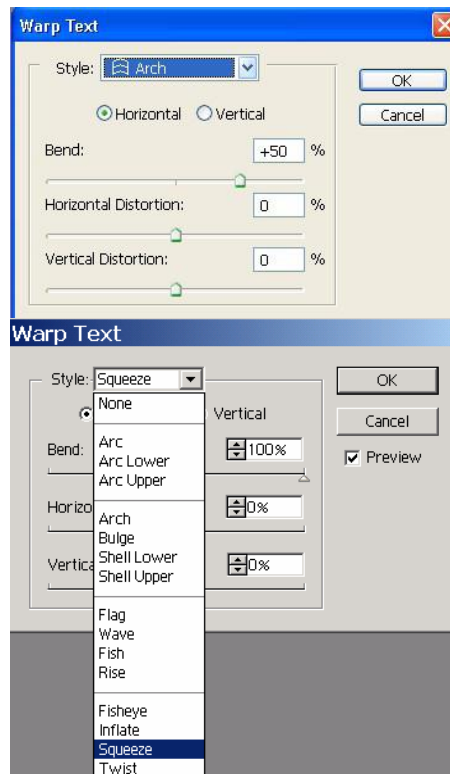 Warp Text
Style: Arch
OK
Horizontal Vertical
Cancel
Bend: +50 %
Horizontal Distortion: 0 %
Vertical Distortion: 0 %
Warp Text
Style: Squeeze
OK
None
Vertical
Cancel
Arc
Bend: 100%
Preview
Arc Lower
Arc Upper
Horizo 0%
Arch
Bulge
Shell Lower
Vertica 0%
Shell Upper
Flag
Wave
Fish
Rise
Fisheye
Inflate
Squeeze
Twist